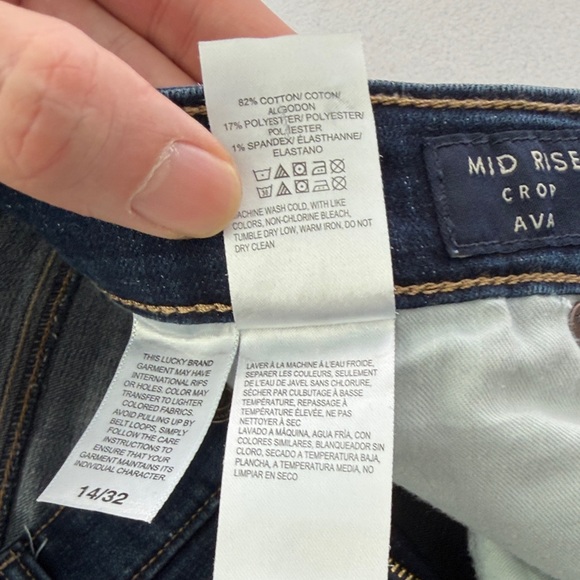 82% COTTON/ COTON/
ALGODON
17% POLYESTER/ POLYESTER/
POLIESTER
1% SPANDEX/ ÉLASTHANNE/
ELASTANO
MACHINE WASH COLD, WITH LIKE
COLORS, NON-CHLORINE BLEACH,
TUMBLE DRY LOW, WARM IRON, DO NOT
DRY CLEAN
MID RISE
CROP
AVA
THIS LUCKY BRAND
GARMENT MAY HAVE
INTERNATIONAL RIPS
OR HOLES. COLOR MAY
TRANSFER TO LIGHTER
COLORED FABRICS.
AVOID PULLING UP BY
BELT LOOPS, SIMPLY
FOLLOW THE CARE
INSTRUCTIONS TO
ENSURE THAT YOUR
GARMENT MAINTAINS ITS
INDIVIDUAL CHARACTER.
14/32
LAVER À LA MACHINE À L'EAU FROIDE,
SEPARER LES COULEURS, SEULEMENT
DE L'EAU DE JAVEL SANS CHLORURE,
SÉCHER PAR CULBUTAGE À BASSE
TEMPÉRATURE, REPASSAGE À
TEMPÉRATURE ÉLEVÉE, NE PAS
NETTOYER À SEC
LAVADO A MÁQUINA, AGUA FRÍA, CON
COLORES SIMILARES, BLANQUEADOR SIN
CLORO, SECADO A TEMPERATURA BAJA,
PLANCHA, A TEMPERATURA MEDIA, NO
LIMPIAR EN SECO